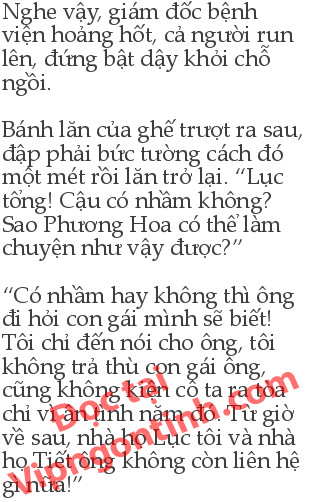 Nghe vậy, giám đốc bệnh
viện hoảng hốt, cả người run
lên, đứng bật dậy khỏi chỗ
ngồi.
Bánh lăn của ghế trượt ra sau,
đập phải bức tường cách đó
một mét rồi lăn trở lại. “Lục
tổng! Cậu có nhầm không?
Sao Phương Hoa có thể làm
chuyện như vậy được?”
“Có nhầm hay không thì ông
đi hỏi con gái mình sẽ biết!
Tôi chỉ đến nói cho ông, tôi
không trả thù con gái ông,
cũng không kiện cô ta ra toà
chỉ vì ân tình năm đó. Từ giờ
về sau, nhà họ Lục tôi và nhà
họ Tiết ông không còn liên hệ
gì nữa!”
Đọc tại
Vipngontinh.com